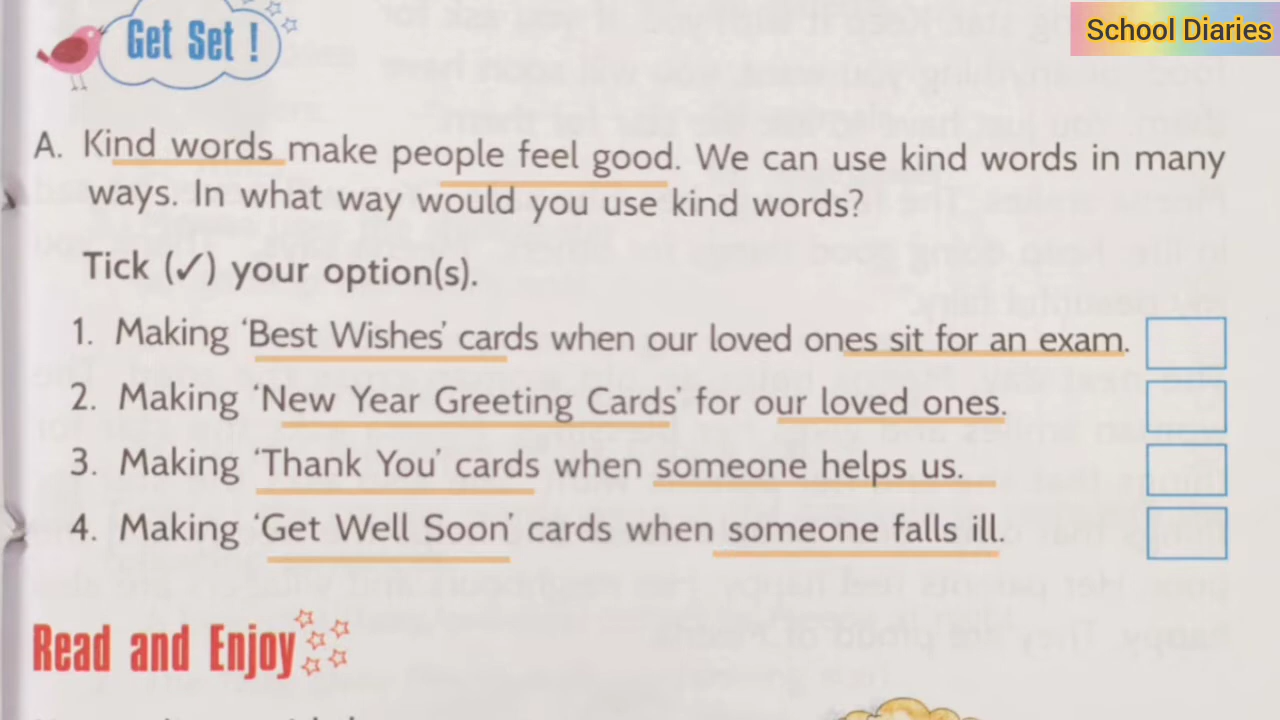 School Diaries
Get Set !
A. Kind words make people feel good. We can use kind words in many
ways. In what way would you use kind words?
Tick (✓) your option(s).
1. Making ‘Best Wishes’ cards when our loved ones sit for an exam.
2. Making ‘New Year Greeting Cards’ for our loved ones.
3. Making ‘Thank You’ cards when someone helps us.
4. Making ‘Get Well Soon’ cards when someone falls ill.
Read and Enjoy